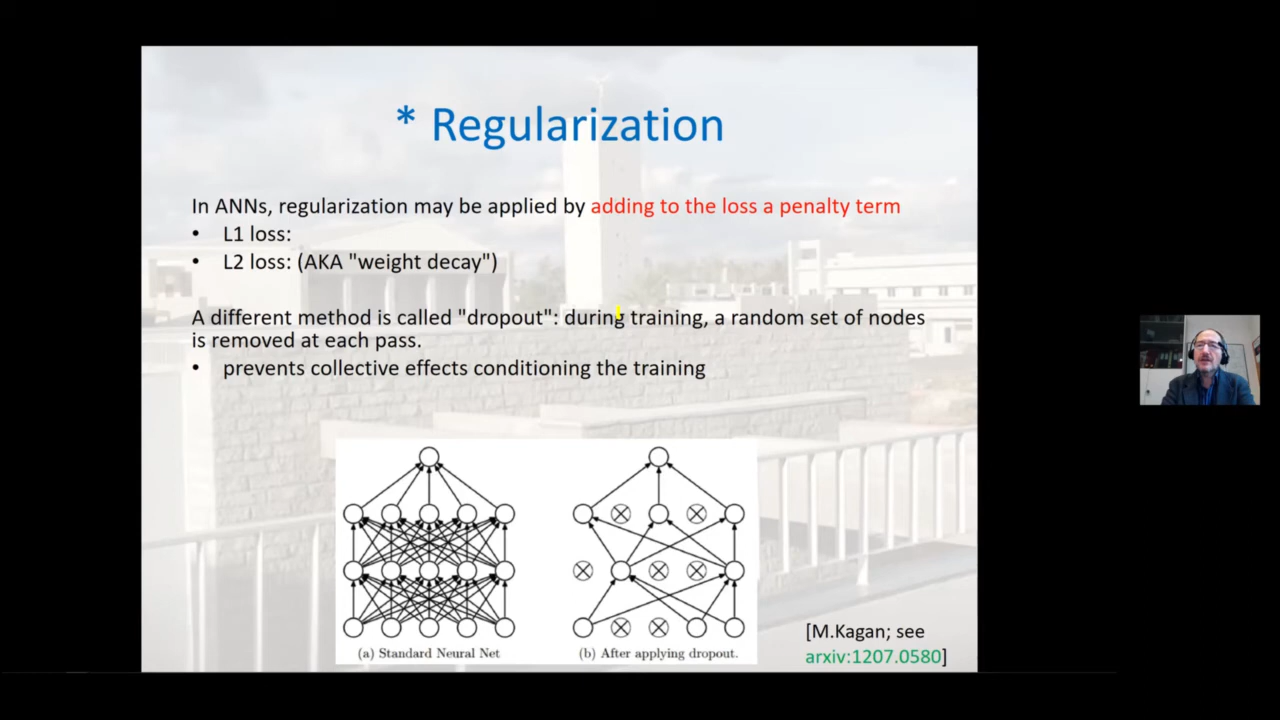 * Regularization
In ANNs, regularization may be applied by adding to the loss a penalty term
• L1 loss:
• L2 loss: (AKA "weight decay")
A different method is called "dropout": during training, a random set of nodes
is removed at each pass.
• prevents collective effects conditioning the training
(a) Standard Neural Net
(b) After applying dropout.
[M.Kagan; see
arxiv:1207.0580]